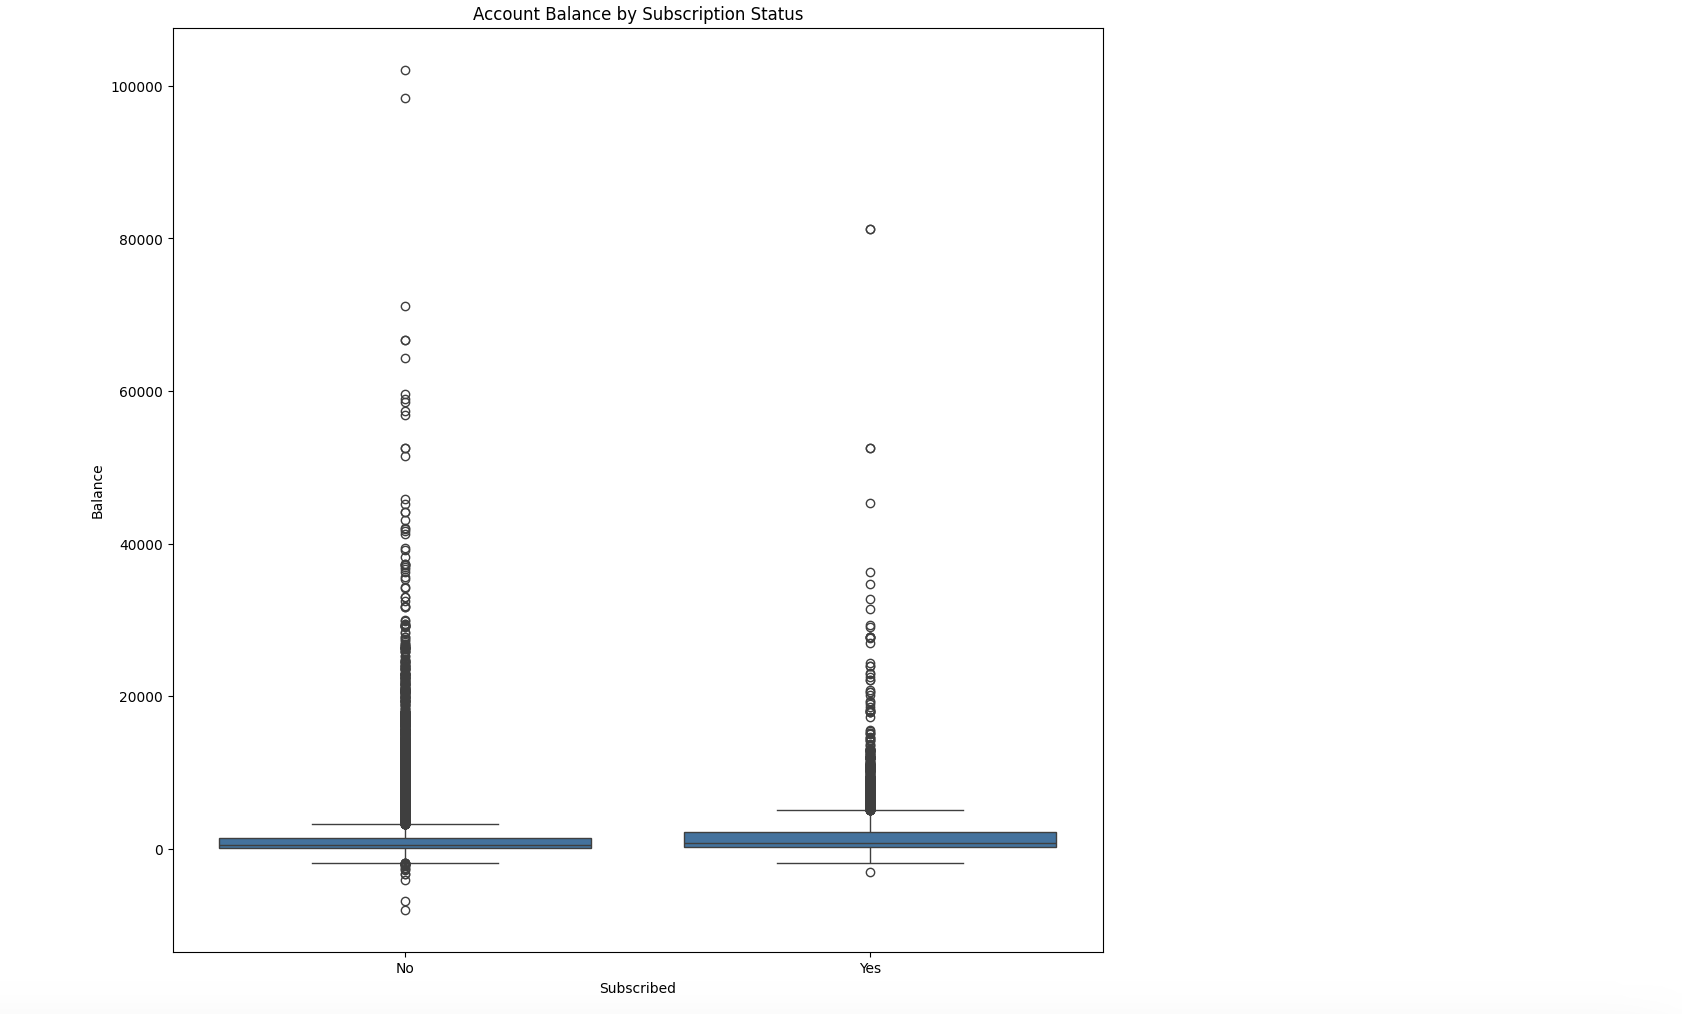 Account Balance by Subscription Status
100000
80000
60000
40000
20000
0
Balance
No
Yes
Subscribed